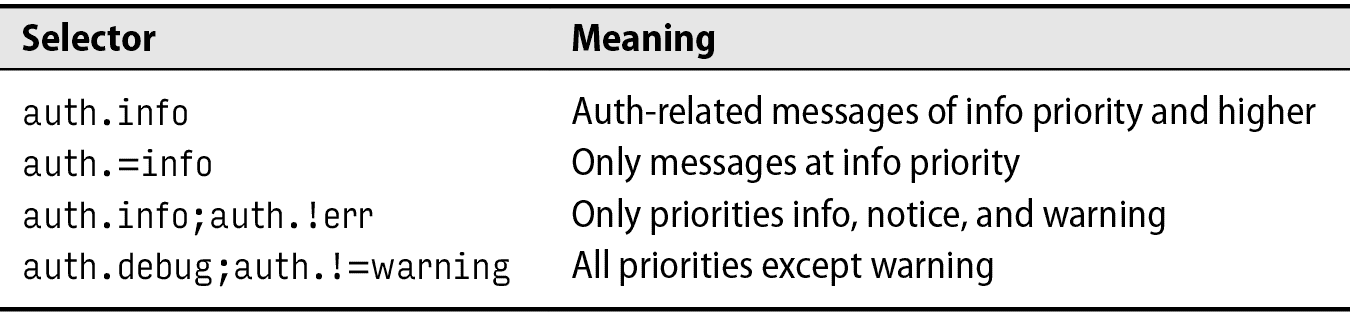 Selector Meaning
auth.info Auth-related messages of info priority and higher
auth.=info Only messages at info priority
auth.info;auth.!err Only priorities info, notice, and warning
auth.debug;auth.!=warning All priorities except warning